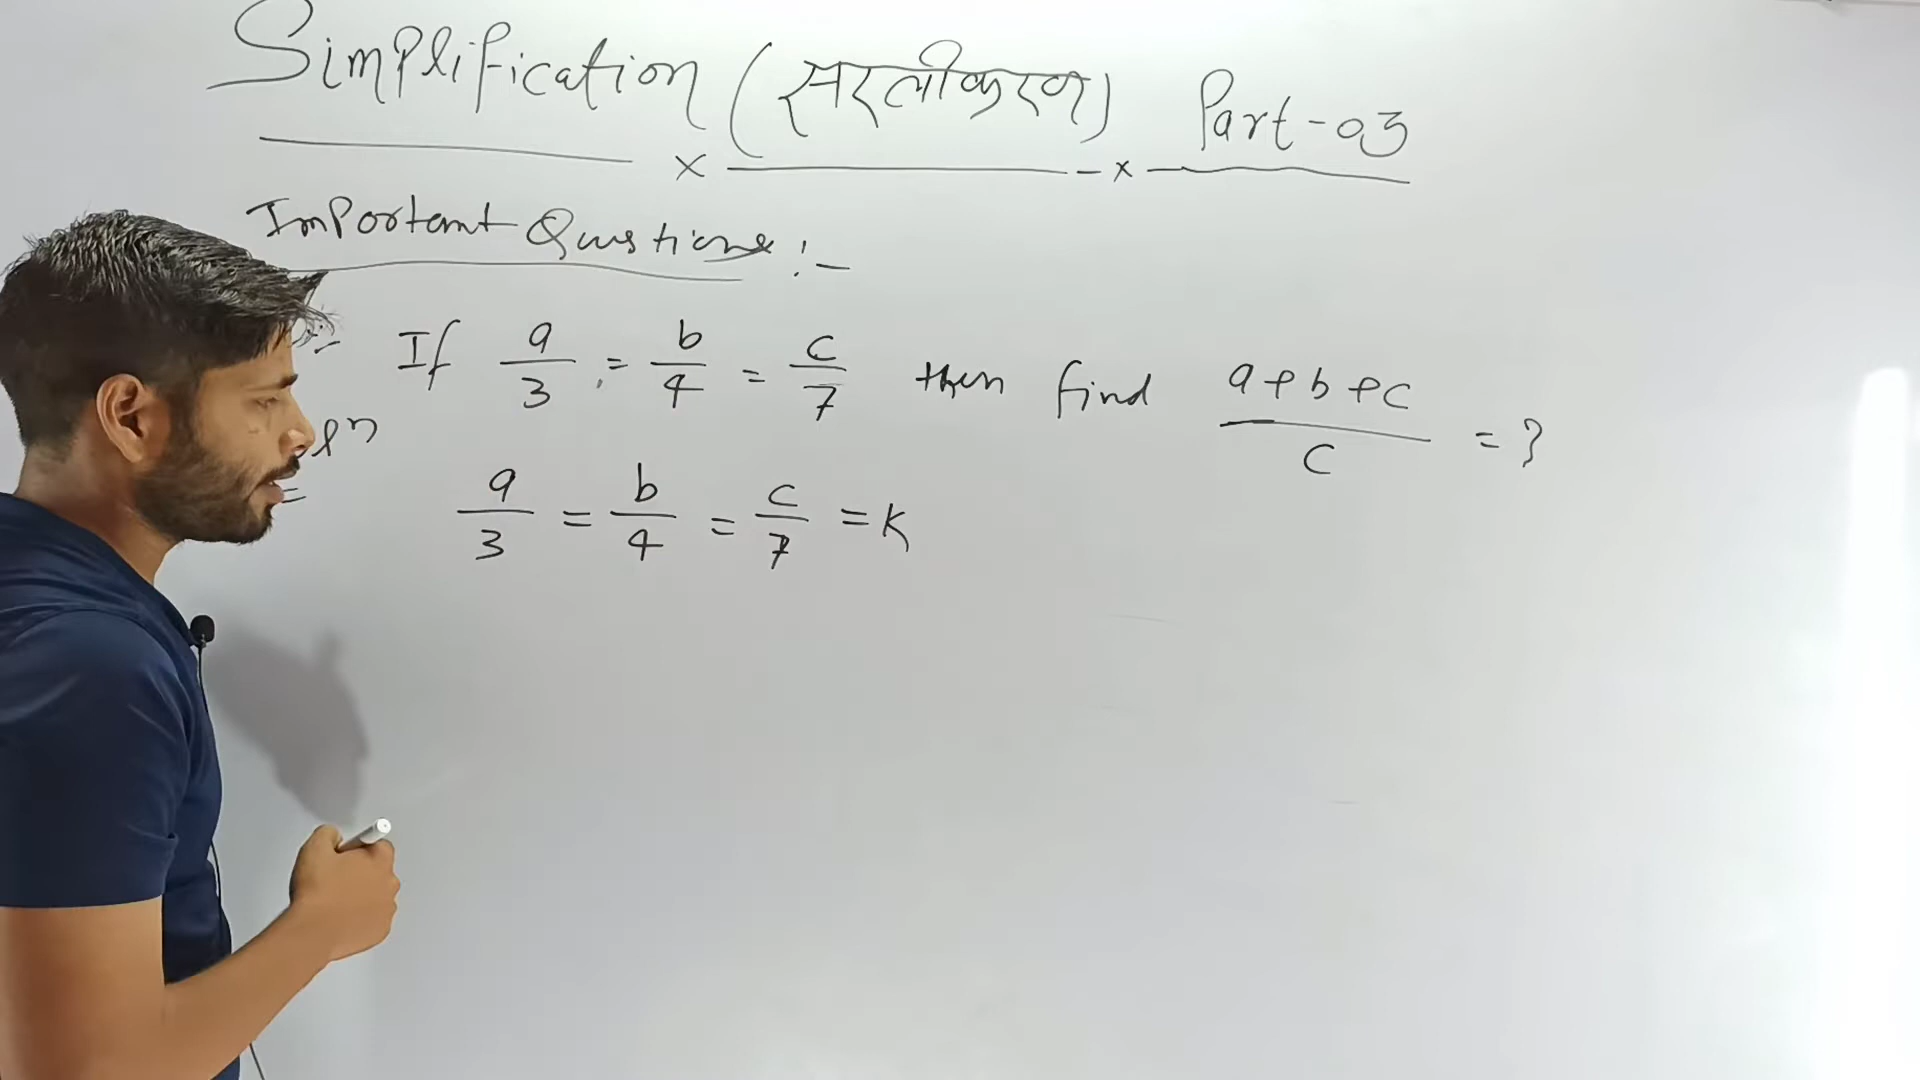 Simplification (सरलीकरण) Part-03
Important Questions :-
If a/3 = b/4 = c/7 then find a+b+c/c = ?
a/3 = b/4 = c/7 = K